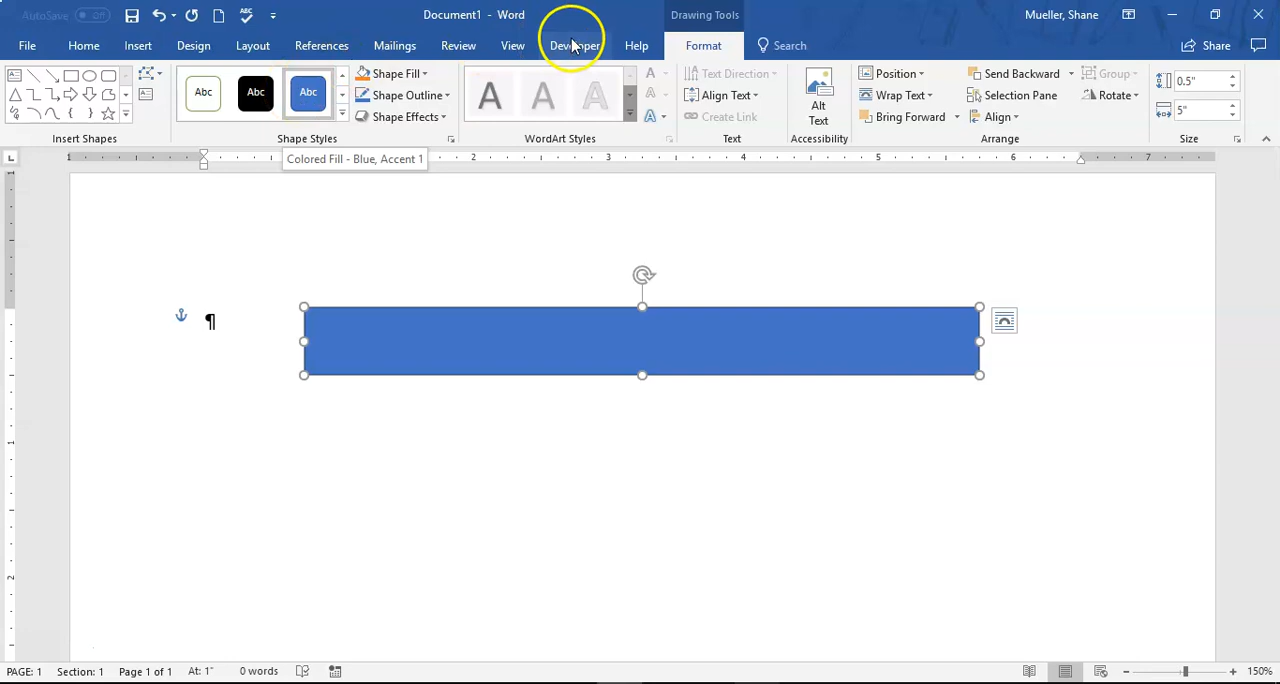 AutoSave Off
Document1 - Word
Drawing Tools
Mueller, Shane
File Home Insert Design Layout References Mailings Review View Developer Help Format Search Share
Abc Abc Abc
Shape Fill
Shape Outline
Shape Effects
A A A
A
A
A
Text Direction
Align Text
Create Link
Alt
Text
Position
Wrap Text
Bring Forward
Send Backward
Selection Pane
Align
Group
Rotate
0.5"
5"
Insert Shapes Shape Styles WordArt Styles Text Accessibility Arrange Size
L
1 2 3 4 5 6 7
Colored Fill - Blue, Accent 1
1
¶
1
2
PAGE: 1 Section: 1 Page 1 of 1 At: 1" 0 words 150%